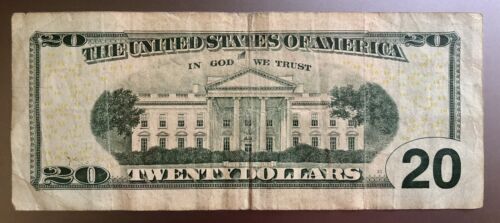 20 THE UNITED STATES OF AMERICA 20
IN GOD WE TRUST
20 TWENTY DOLLARS 20